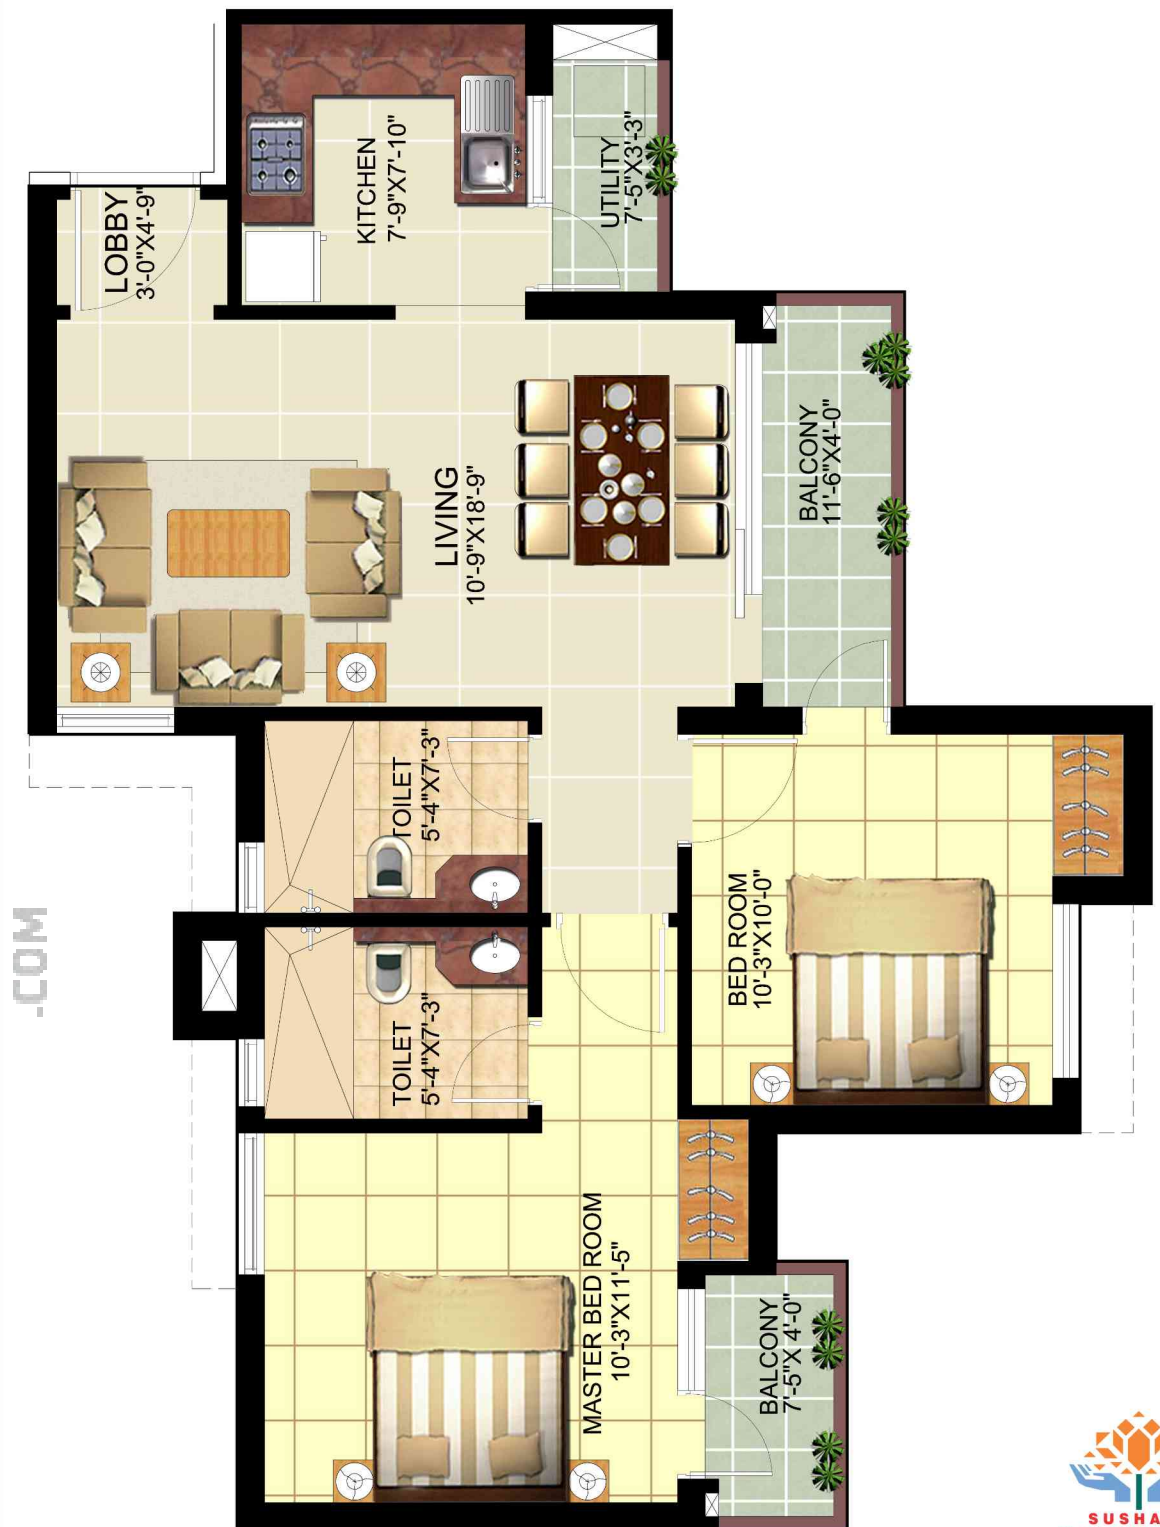 KITCHEN
7'-9"X7'-10"
UTILITY
7'-5"X3'-3"
LOBBY
3'-0"X4'-9"
LIVING
10'-9"X18'-9"
BALCONY
11'-6"X4'-0"
TOILET
5'-4"X7'-3"
BED ROOM
10'-3"X10'-0"
TOILET
5'-4"X7'-3"
MASTER BED ROOM
10'-3"X11'-5"
BALCONY
7'-5"X 4'-0"
.COM
SUSHA